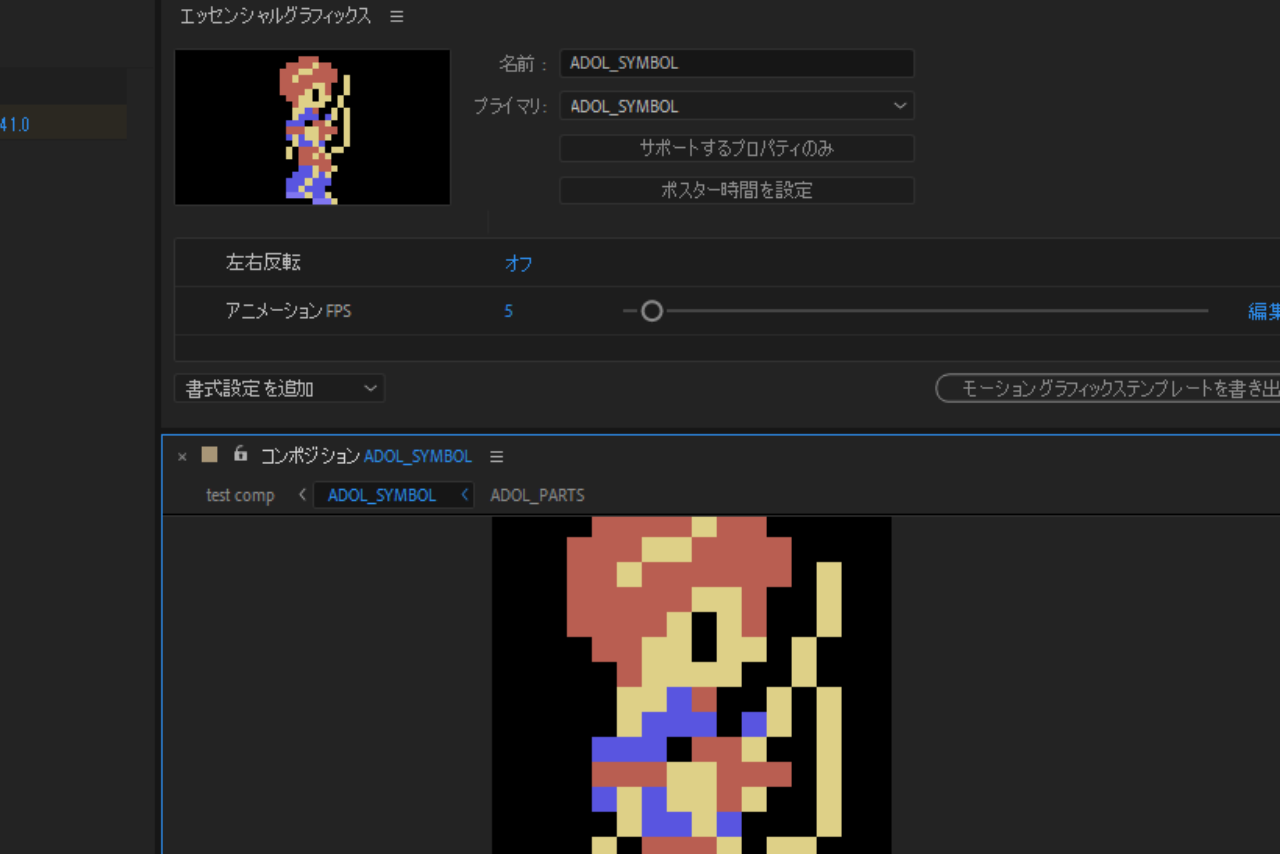 エッセンシャルグラフィックス
名前 :
ADOL_SYMBOL
プライマリ:
ADOL_SYMBOL
サポートするプロパティのみ
ポスター時間を設定
41.0
左右反転
オフ
アニメーション FPS
5
編集
書式設定を追加
モーショングラフィックステンプレートを書き出
× コンポジション ADOL_SYMBOL
test comp < ADOL_SYMBOL < ADOL_PARTS